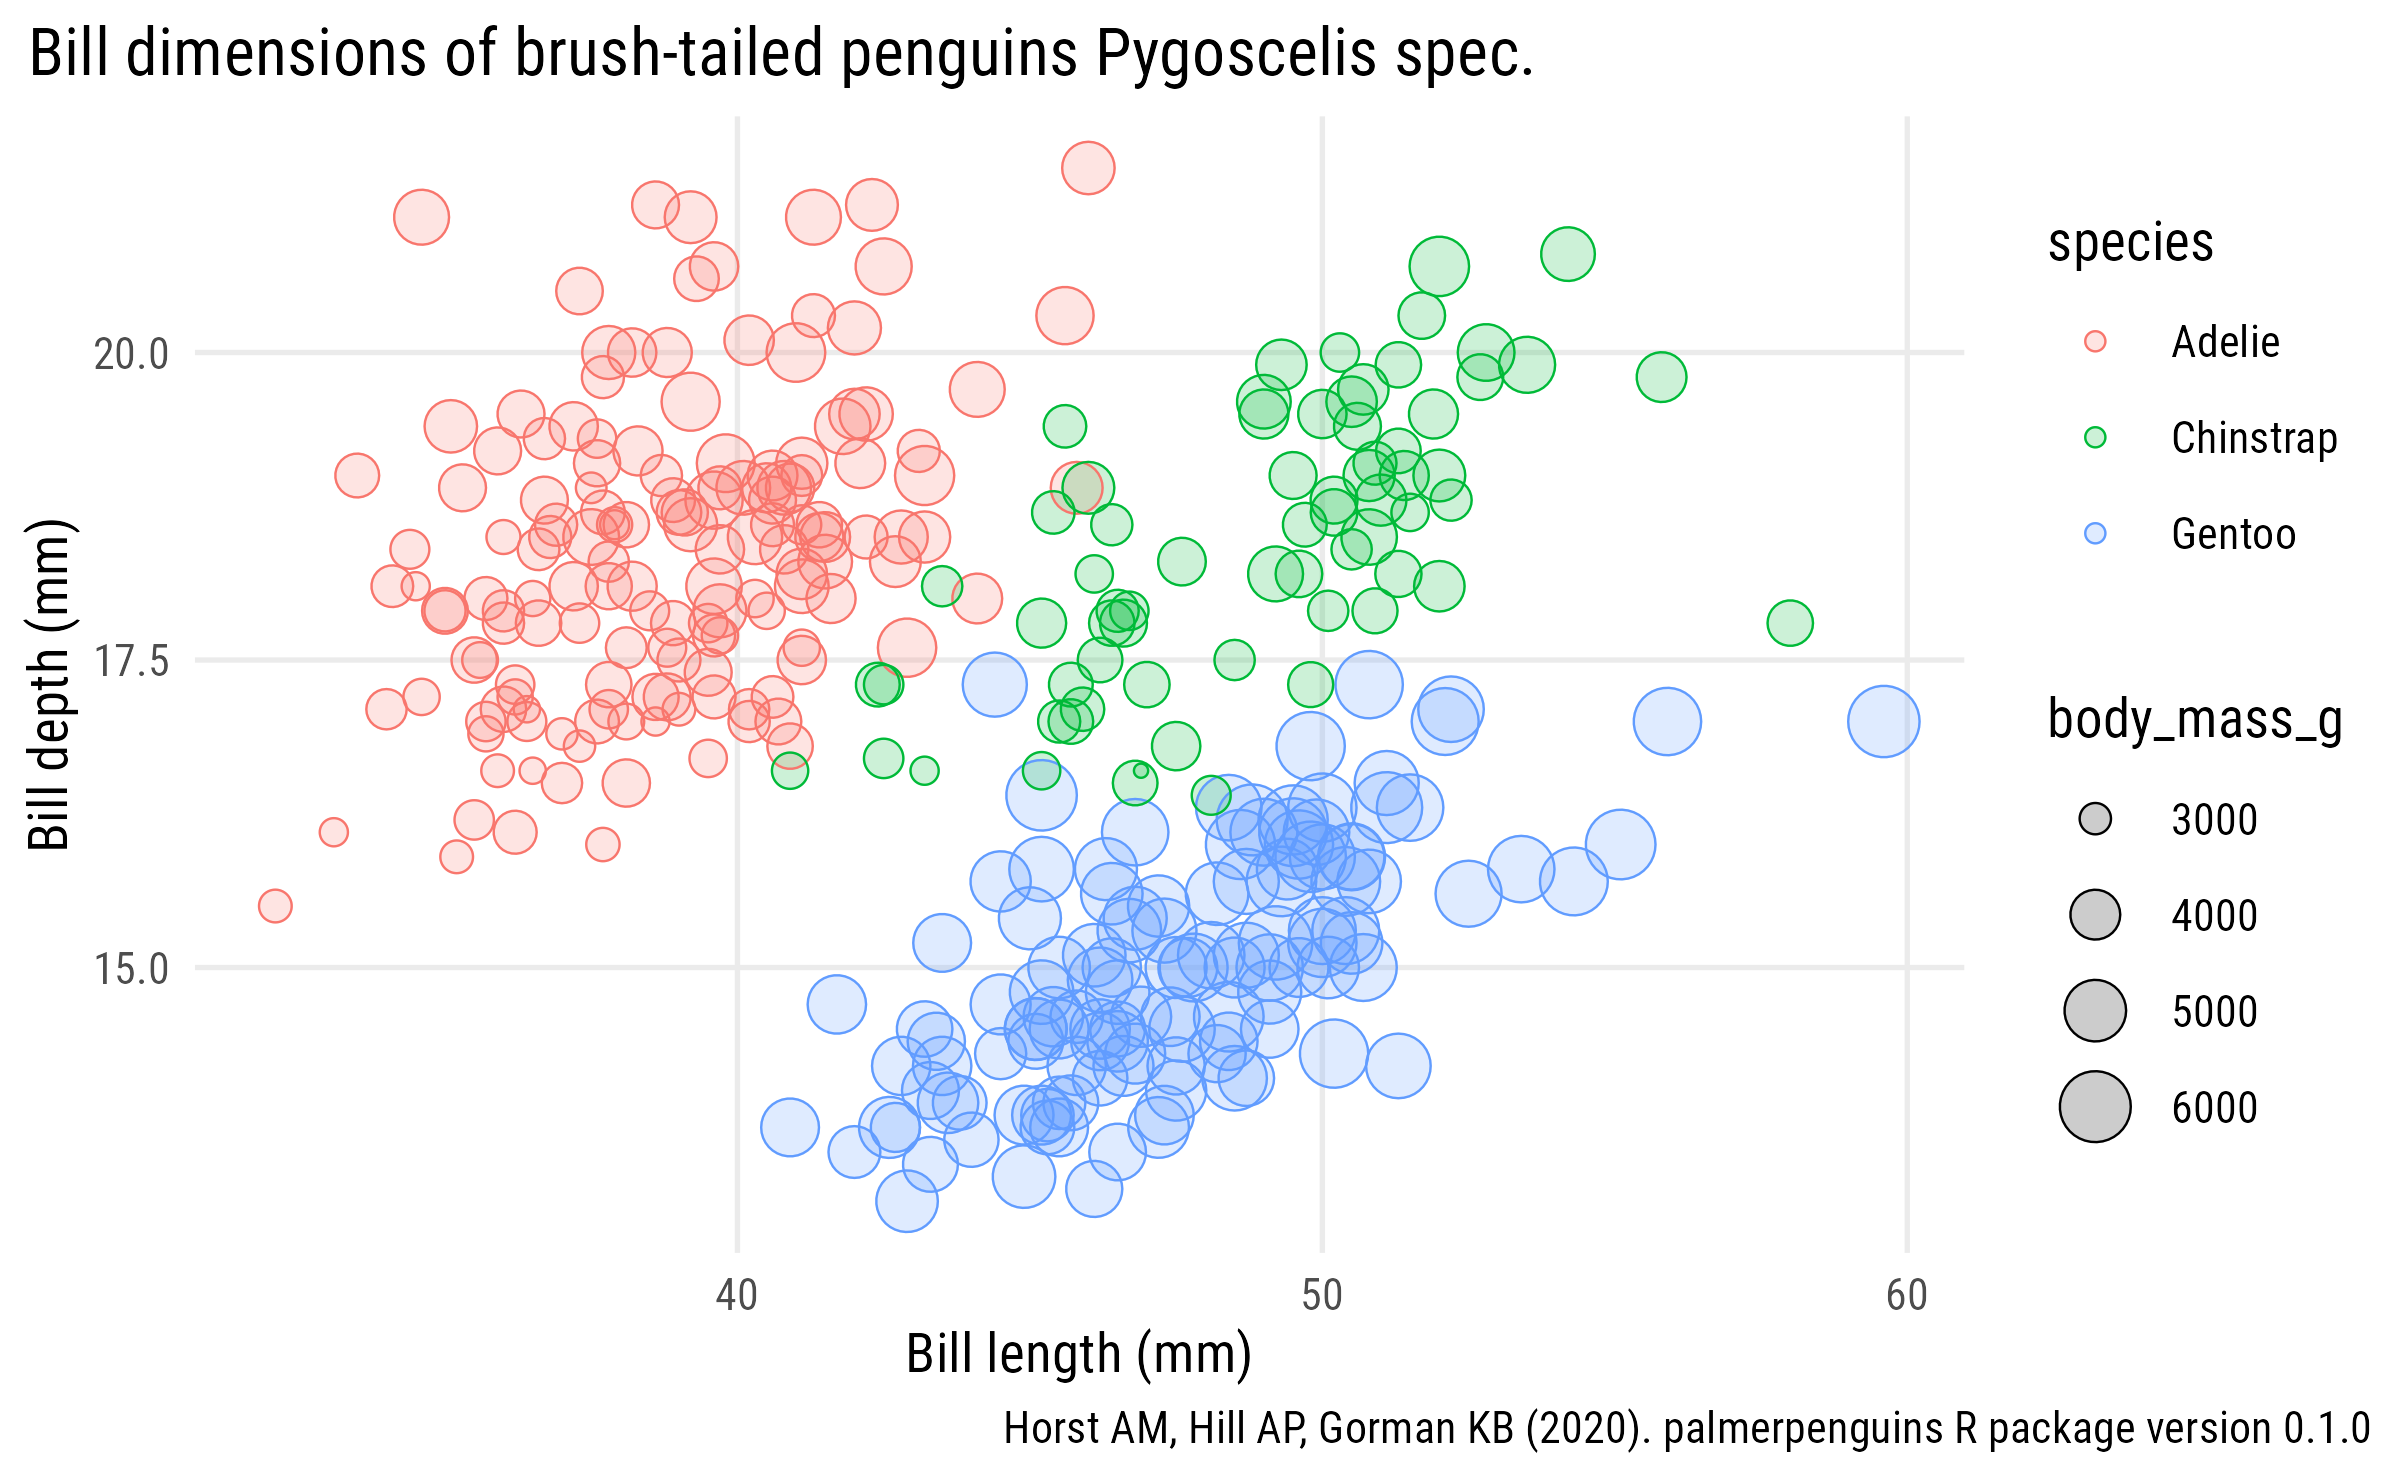 Bill dimensions of brush-tailed penguins Pygoscelis spec.
Bill depth (mm)
20.0
17.5
15.0
40
50
60
Bill length (mm)
species
Adelie
Chinstrap
Gentoo
body_mass_g
3000
4000
5000
6000
Horst AM, Hill AP, Gorman KB (2020). palmerpenguins R package version 0.1.0